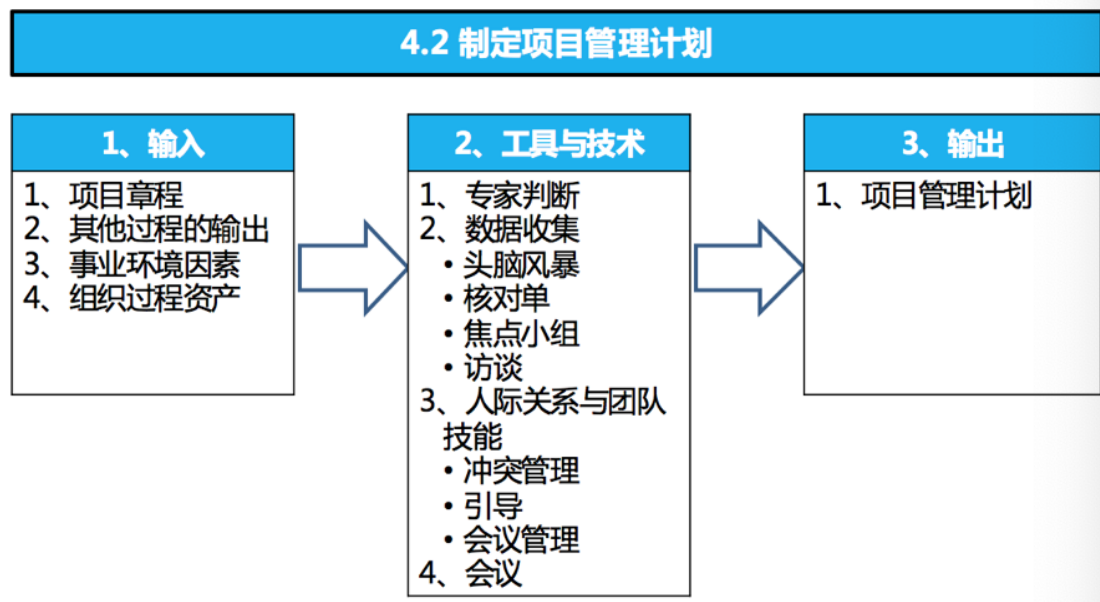 4.2 制定项目管理计划
1、输入
1、项目章程
2、其他过程的输出
3、事业环境因素
4、组织过程资产
2、工具与技术
1、专家判断
2、数据收集
•头脑风暴
•核对单
•焦点小组
•访谈
3、人际关系与团队
技能
•冲突管理
•引导
•会议管理
4、会议
3、输出
1、项目管理计划